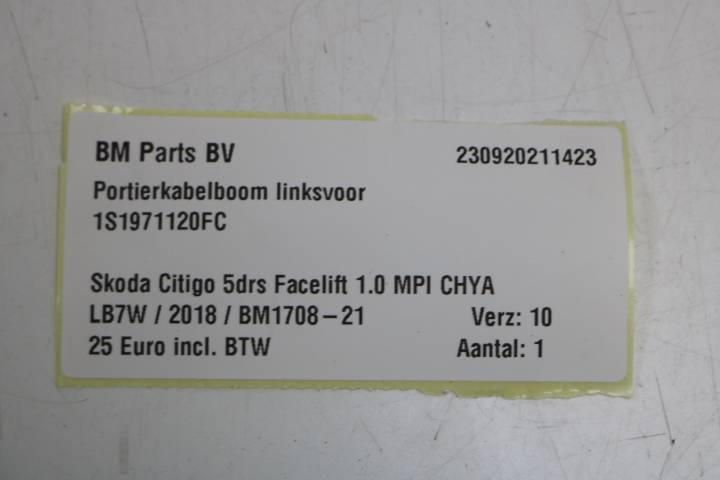 BM Parts BV 230920211423
Portierkabelboom linksvoor
1S1971120FC
Skoda Citigo 5drs Facelift 1.0 MPI CHYA
LB7W / 2018 / BM1708-21 Verz: 10
25 Euro incl. BTW Aantal: 1